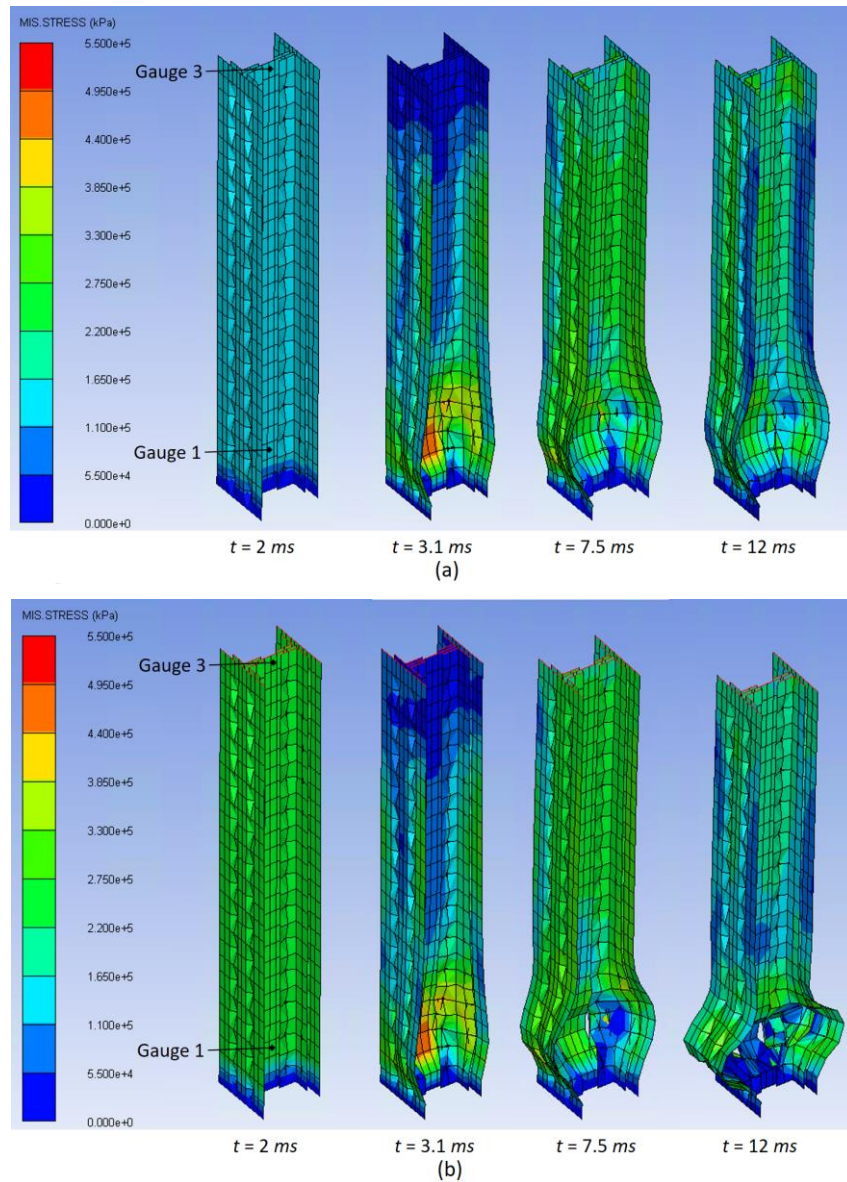 MIS.STRESS (kPa)
5.500e+5
4.950e+5
4.400e+5
3.850e+5
3.300e+5
2.750e+5
2.200e+5
1.650e+5
1.100e+5
5.500e+4
0.000e+0
Gauge 3
Gauge 1
t = 2 ms
t = 3.1 ms
t = 7.5 ms
t = 12 ms
(a)
MIS.STRESS (kPa)
5.500e+5
4.950e+5
4.400e+5
3.850e+5
3.300e+5
2.750e+5
2.200e+5
1.650e+5
1.100e+5
5.500e+4
0.000e+0
Gauge 3
Gauge 1
t = 2 ms
t = 3.1 ms
t = 7.5 ms
t = 12 ms
(b)